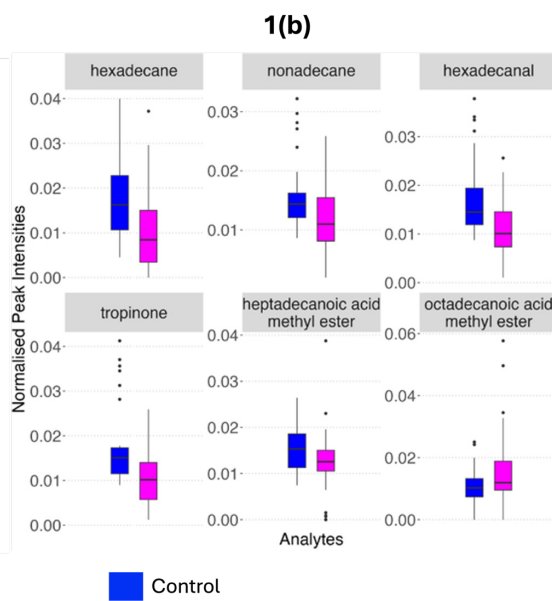 1(b)
hexadecane
nonadecane
hexadecanal
0.04
0.03
0.02
0.01
0.00
0.03
0.02
0.01
0.03
0.02
0.01
0.00
Normalised Peak Intensities
tropinone
heptadecanoic acid
methyl ester
octadecanoic acid
methyl ester
0.04
0.03
0.02
0.01
0.00
0.04
0.03
0.02
0.01
0.00
0.06
0.04
0.02
0.00
Analytes
Control